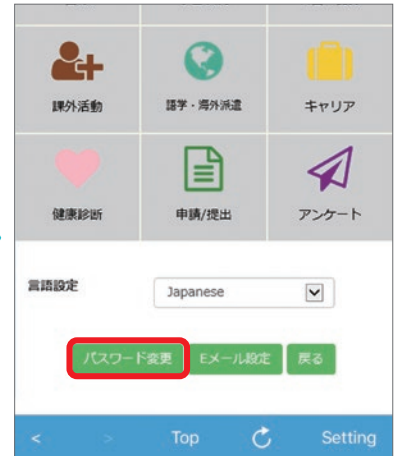 課外活動
語学・海外派遣
キャリア
健康診断
申請/提出
アンケート
言語設定
Japanese
パスワード変更
Eメール設定
戻る
<
>
Top
Setting